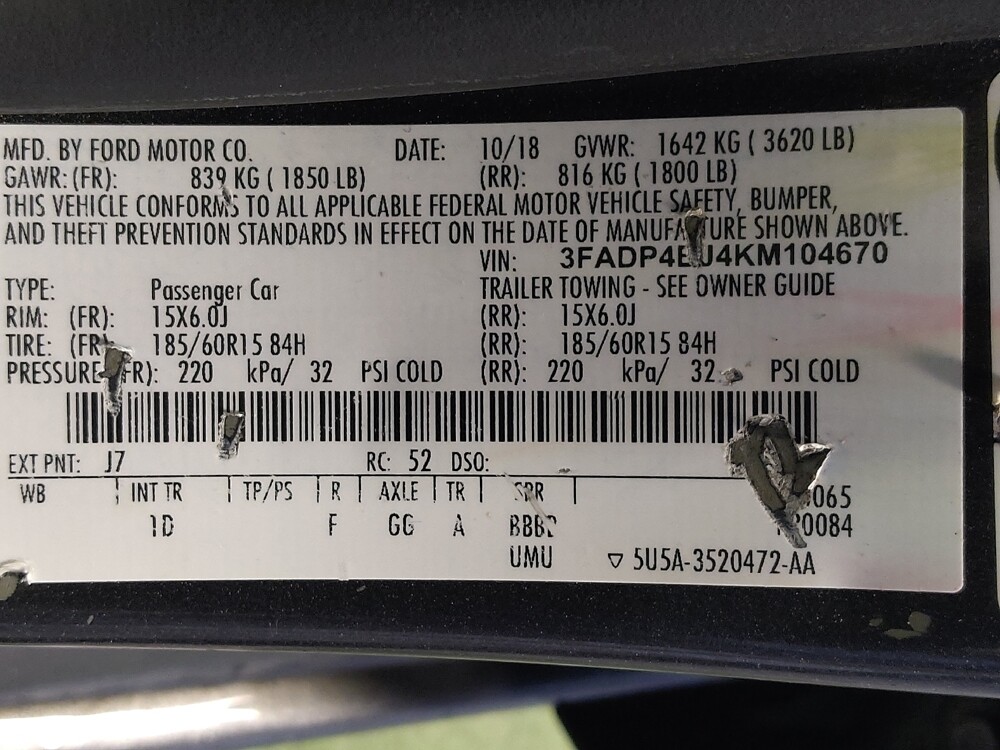 MFD. BY FORD MOTOR CO. DATE: 10/18 GVWR: 1642 KG ( 3620 LB)
GAWR: (FR): 839 KG ( 1850 LB) (RR): 816 KG ( 1800 LB)
THIS VEHICLE CONFORMS TO ALL APPLICABLE FEDERAL MOTOR VEHICLE SAFETY, BUMPER,
AND THEFT PREVENTION STANDARDS IN EFFECT ON THE DATE OF MANUFACTURE SHOWN ABOVE.
VIN:
TYPE: Passenger Car TRAILER TOWING - SEE OWNER GUIDE
RIM: (FR): 15X6.0J (RR): 15X6.0J
TIRE: (FR): 185/60R15 84H (RR): 185/60R15 84H
PRESSURE (FR): 220 kPa/ 32 PSI COLD (RR): 220 kPa/ 32 PSI COLD
EXT PNT: J7 RC: 52 DSO:
WB INT TR TP/PS R AXLE TR SPR
1D F GG A
UMU ▽ 5U5A-3520472-AA